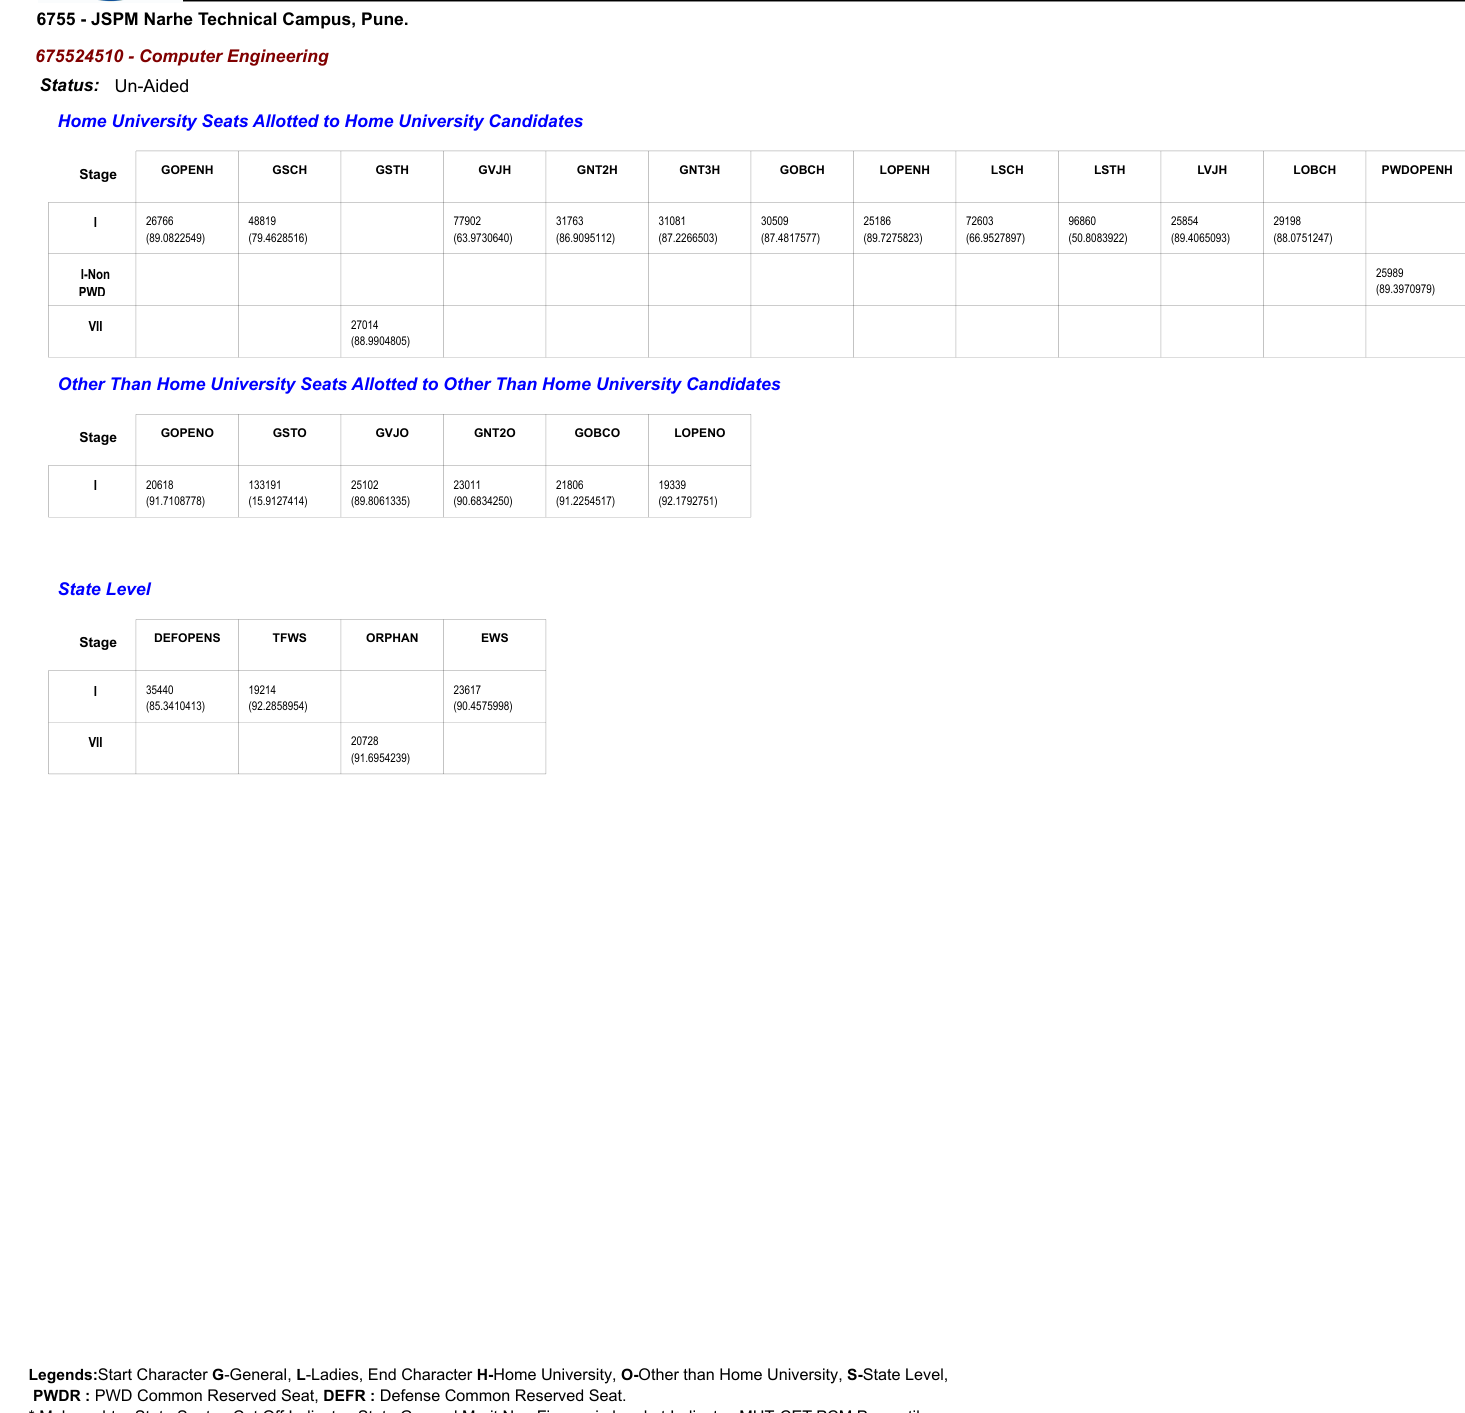 6755 - JSPM Narhe Technical Campus, Pune.
675524510 - Computer Engineering
Status: Un-Aided
Home University Seats Allotted to Home University Candidates
Stage GOPENH GSCH GSTH GVJH GNT2H GNT3H GOBCH LOPENH LSCH LSTH LVJH LOBCH PWDOPENH
I 26766 48819 77902 31763 31081 30509 25186 72603 96860 25854 29198
(89.0822549) (79.4628516) (63.9730640) (86.9095112) (87.2266503) (87.4817577) (89.7275823) (66.9527897) (50.8083922) (89.4065093) (88.0751247)
I-Non 25989
PWD (89.3970979)
VII 27014
(88.9904805)
Other Than Home University Seats Allotted to Other Than Home University Candidates
Stage GOPENO GSTO GVJO GNT2O GOBCO LOPENO
I 20618 133191 25102 23011 21806 19339
(91.7108778) (15.9127414) (89.8061335) (90.6834250) (91.2254517) (92.1792751)
State Level
Stage DEFOPENS TFWS ORPHAN EWS
I 35440 19214 23617
(85.3410413) (92.2858954) (90.4575998)
VII 20728
(91.6954239)
Legends:Start Character G-General, L-Ladies, End Character H-Home University, O-Other than Home University, S-State Level,
PWDR : PWD Common Reserved Seat, DEFR : Defense Common Reserved Seat.